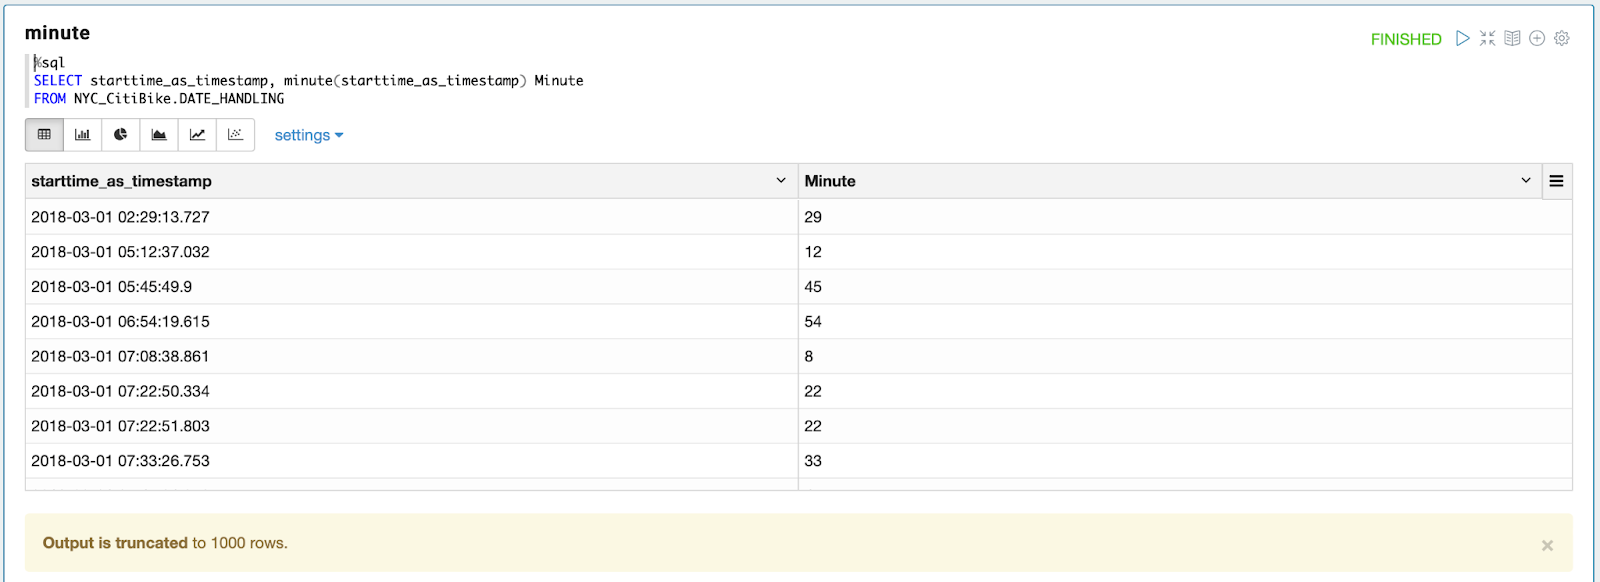 minute
FINISHED
%sql
SELECT starttime_as_timestamp, minute(starttime_as_timestamp) Minute
FROM NYC_CitiBike.DATE_HANDLING
settings
starttime_as_timestamp Minute
2018-03-01 02:29:13.727 29
2018-03-01 05:12:37.032 12
2018-03-01 05:45:49.9 45
2018-03-01 06:54:19.615 54
2018-03-01 07:08:38.861 8
2018-03-01 07:22:50.334 22
2018-03-01 07:22:51.803 22
2018-03-01 07:33:26.753 33
Output is truncated to 1000 rows.